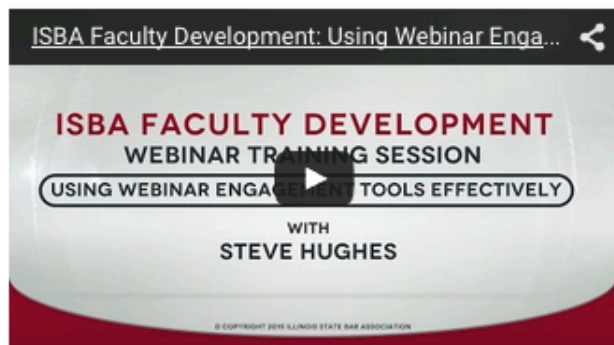 ISBA Faculty Development: Using Webinar Enga...
ISBA FACULTY DEVELOPMENT
WEBINAR TRAINING SESSION
USING WEBINAR ENGAGEMENT TOOLS EFFECTIVELY
WITH
STEVE HUGHES
© COPYRIGHT 2015 ILLINOIS STATE BAR ASSOCIATION